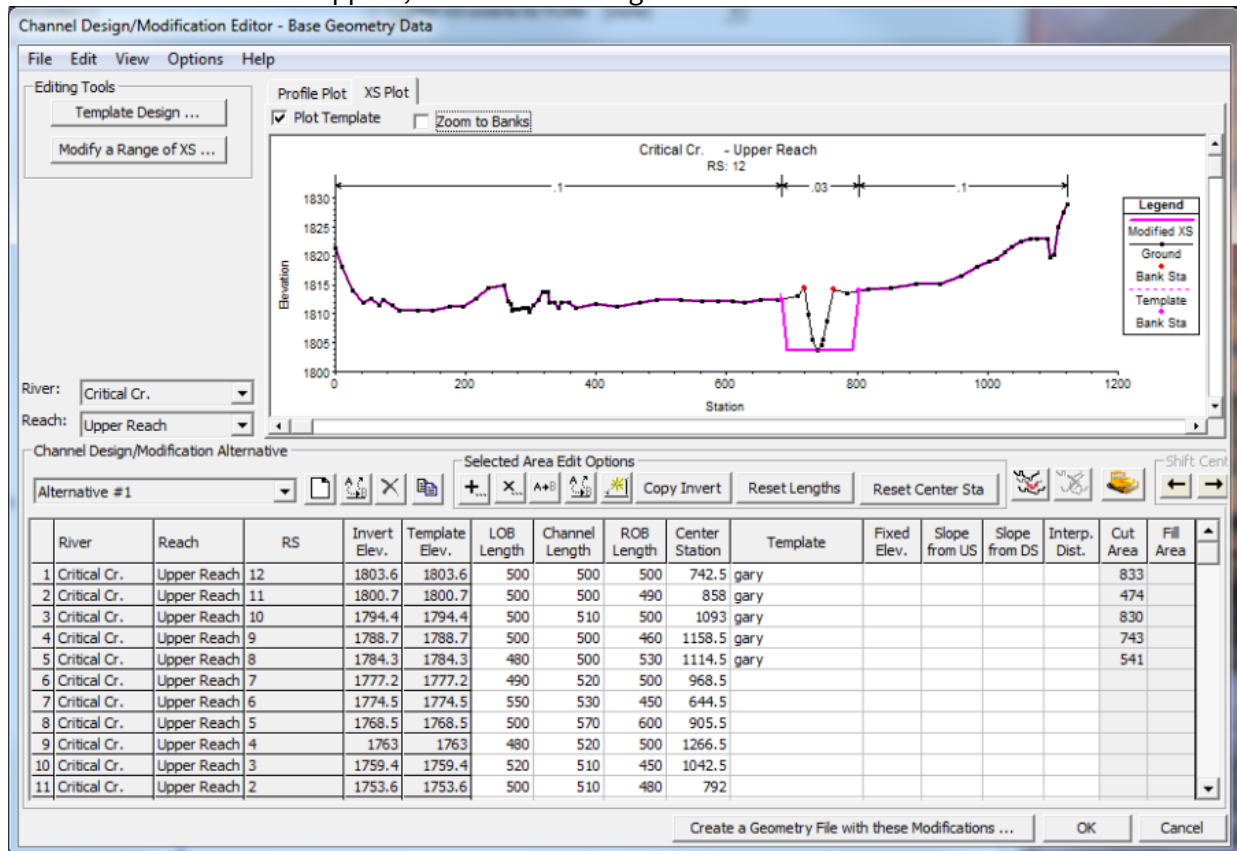 Channel Design/Modification Editor - Base Geometry Data
File Edit View Options Help
Editing Tools
Template Design ...
Modify a Range of XS ...
Profile Plot XS Plot
Plot Template Zoom to Banks
Critical Cr. - Upper Reach
RS: 12
.1 .03 .1
1830
1825
1820
1815
1810
1805
1800
Elevation
0 200 400 600 800 1000 1200
Station
Legend
Modified XS
Ground
Bank Sta
Template
Bank Sta
River: Critical Cr.
Reach: Upper Reach
Channel Design/Modification Alternative
Alternative #1
Selected Area Edit Options
Copy Invert Reset Lengths Reset Center Sta
Shift Cent
River Reach RS Invert Elev. Template Elev. LOB Length Channel Length ROB Length Center Station Template Fixed Elev. Slope from US Slope from DS Interp. Dist. Cut Area Fill Area
1 Critical Cr. Upper Reach 12 1803.6 1803.6 500 500 500 742.5 gary 833
2 Critical Cr. Upper Reach 11 1800.7 1800.7 500 500 490 858 gary 474
3 Critical Cr. Upper Reach 10 1794.4 1794.4 500 510 500 1093 gary 830
4 Critical Cr. Upper Reach 9 1788.7 1788.7 500 500 460 1158.5 gary 743
5 Critical Cr. Upper Reach 8 1784.3 1784.3 480 500 530 1114.5 gary 541
6 Critical Cr. Upper Reach 7 1777.2 1777.2 490 520 500 968.5
7 Critical Cr. Upper Reach 6 1774.5 1774.5 550 530 450 644.5
8 Critical Cr. Upper Reach 5 1768.5 1768.5 500 570 600 905.5
9 Critical Cr. Upper Reach 4 1763 1763 480 520 500 1266.5
10 Critical Cr. Upper Reach 3 1759.4 1759.4 520 510 450 1042.5
11 Critical Cr. Upper Reach 2 1753.6 1753.6 500 510 480 792
Create a Geometry File with these Modifications ... OK Cancel